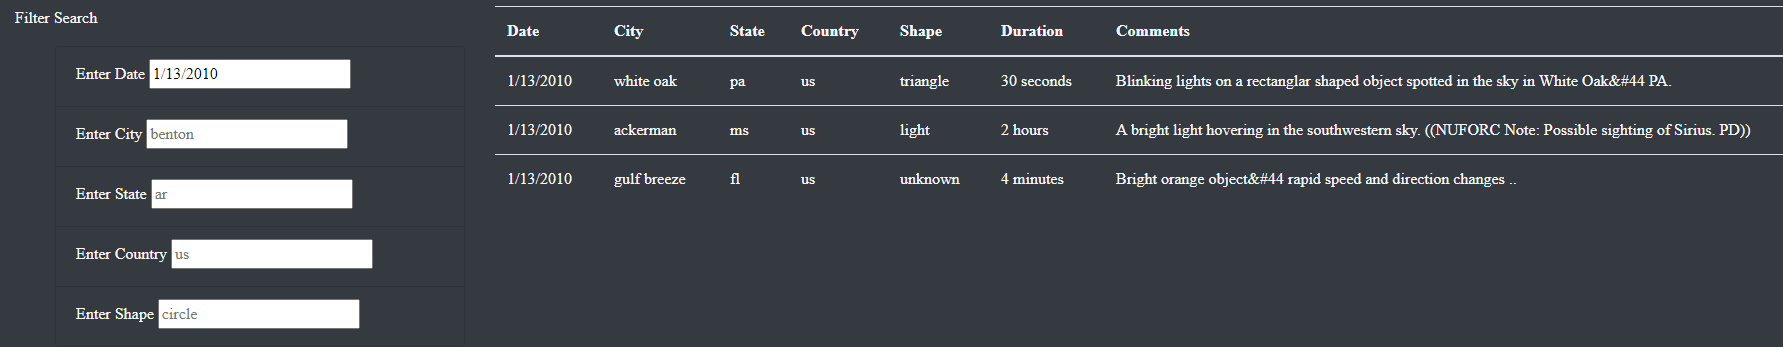 Filter Search
Enter Date 1/13/2010
Enter City benton
Enter State ar
Enter Country us
Enter Shape circle
Date City State Country Shape Duration Comments
1/13/2010 white oak pa us triangle 30 seconds Blinking lights on a rectanglar shaped object spotted in the sky in White Oak&#44 PA.
1/13/2010 ackerman ms us light 2 hours A bright light hovering in the southwestern sky. ((NUFORC Note: Possible sighting of Sirius. PD))
1/13/2010 gulf breeze fl us unknown 4 minutes Bright orange object&#44 rapid speed and direction changes ..